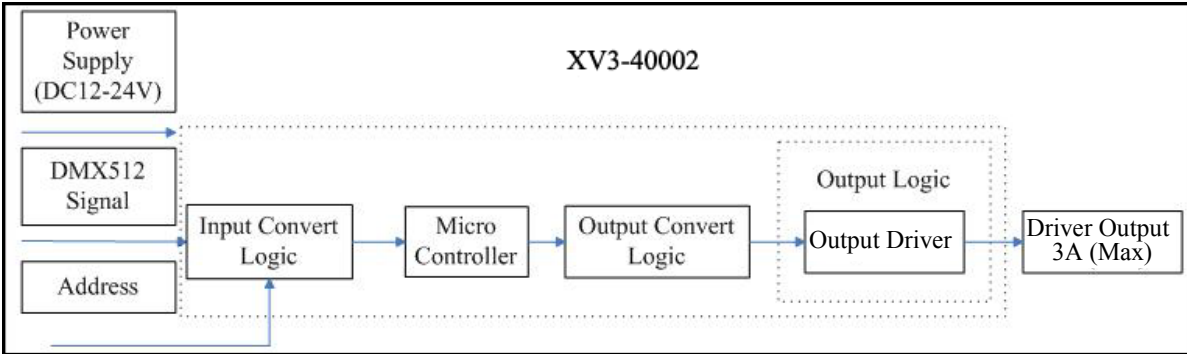 Power
Supply
(DC12-24V)
XV3-40002
DMX512
Signal
Output Logic
Input Convert
Logic
Micro
Controller
Output Convert
Logic
Output Driver
Driver Output
3A (Max)
Address